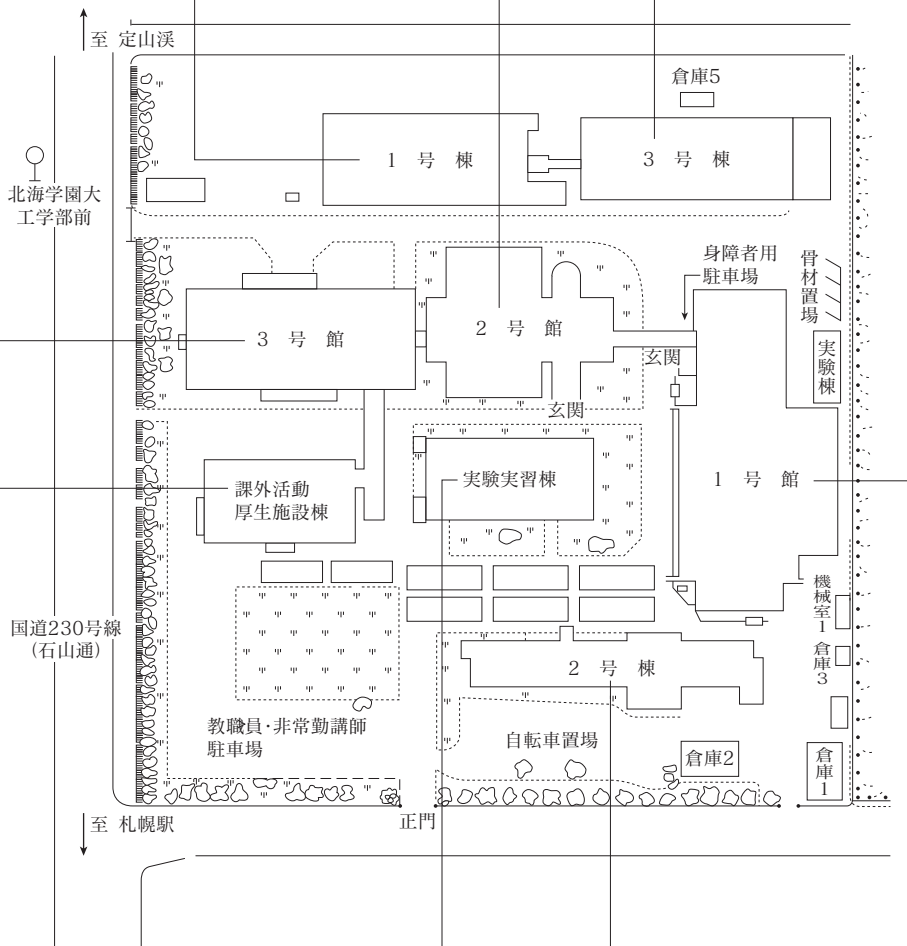 至 定山渓
倉庫5
1 号 棟
3 号 棟
北海学園大
工学部前
身障者用
駐車場
骨材置場
3 号 館
2 号 館
玄関
実験棟
玄関
課外活動
厚生施設棟
実験実習棟
1 号 館
国道230号線
(石山通)
機械室1
倉庫3
2 号 棟
教職員・非常勤講師
駐車場
自転車置場
倉庫2
倉庫1
至 札幌駅
正門